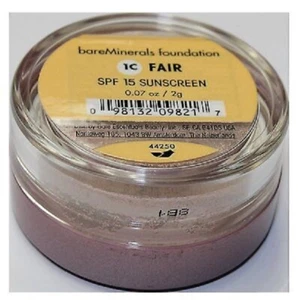 bareMinerals foundation
1C FAIR
SPF 15 SUNSCREEN
0.07 oz / 2g
0 98132 09821 7
44250